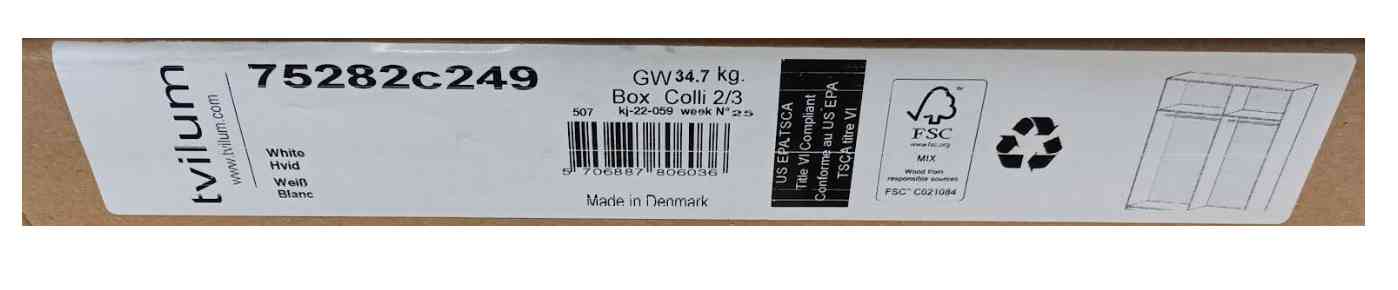 tvilum
www.tvilum.com
75282c249
White
Hvid
Weiß
Blanc
GW 34.7 kg.
Box Colli 2/3
507 kj-22-059 week N° 25
5 706887 806036
Made in Denmark
US EPA TSCA
Title VI Compliant
Conforme au US EPA
TSCA titre VI
FSC
www.fsc.org
MIX
Wood from
responsible sources
FSC™ C021084